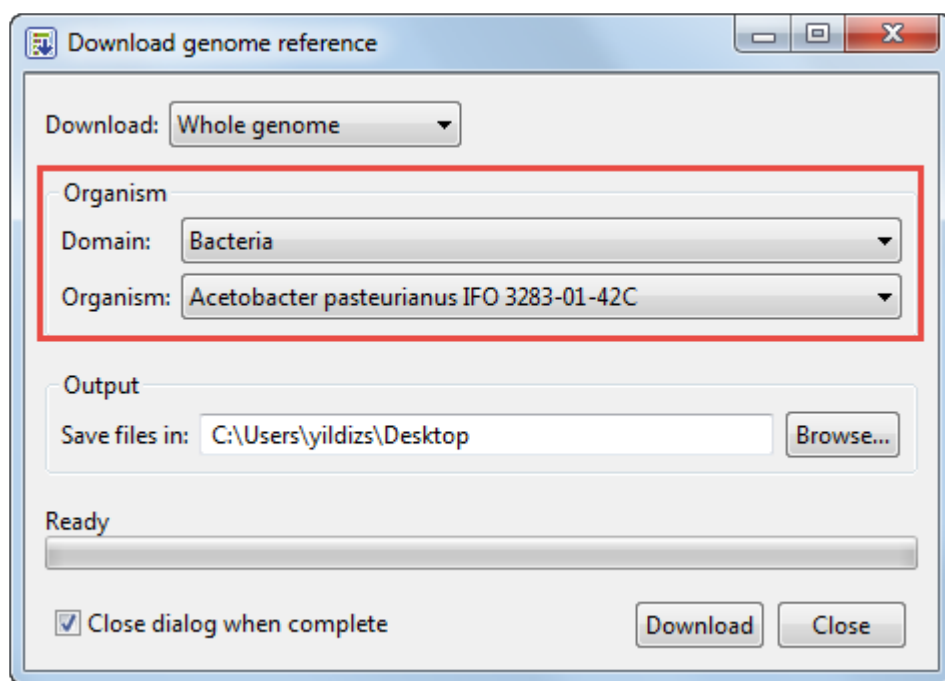 Download genome reference
Download: Whole genome
Organism
Domain: Bacteria
Organism: Acetobacter pasteurianus IFO 3283-01-42C
Output
Save files in: C:\Users\yildizs\Desktop Browse...
Ready
Close dialog when complete Download Close